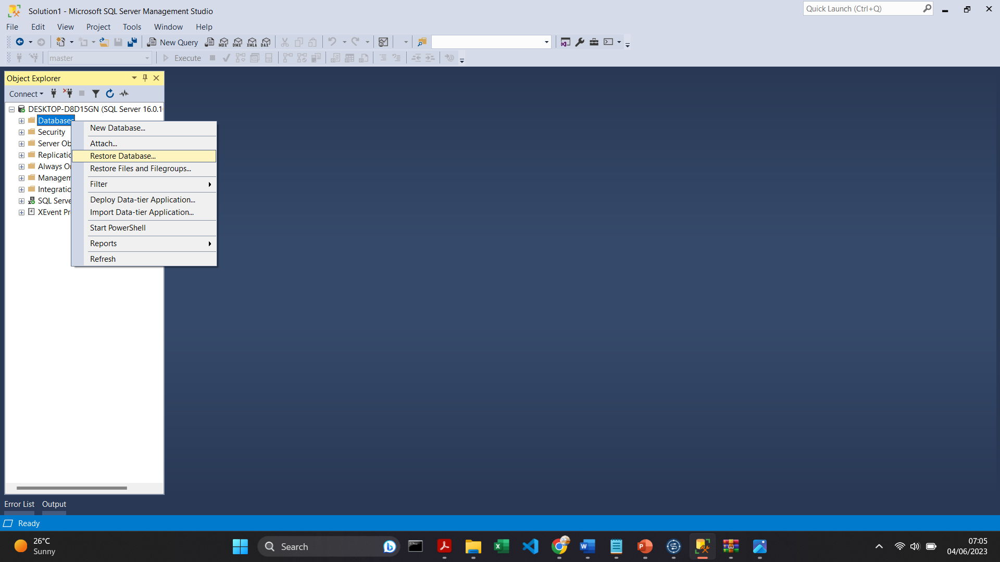 Solution1 - Microsoft SQL Server Management Studio
Quick Launch (Ctrl+Q)
File Edit View Project Tools Window Help
New Query MDX DMX XMLA DAX
master Execute
Object Explorer
Connect
DESKTOP-D8D15GN (SQL Server 16.0.1
Databases
Security
Server Ob
Replicatio
Always O
Managem
Integratio
SQL Serve
XEvent Pr
New Database...
Attach...
Restore Database...
Restore Files and Filegroups...
Filter
Deploy Data-tier Application...
Import Data-tier Application...
Start PowerShell
Reports
Refresh
Error List Output
Ready
26°C
Sunny
Search
07:05
04/06/2023